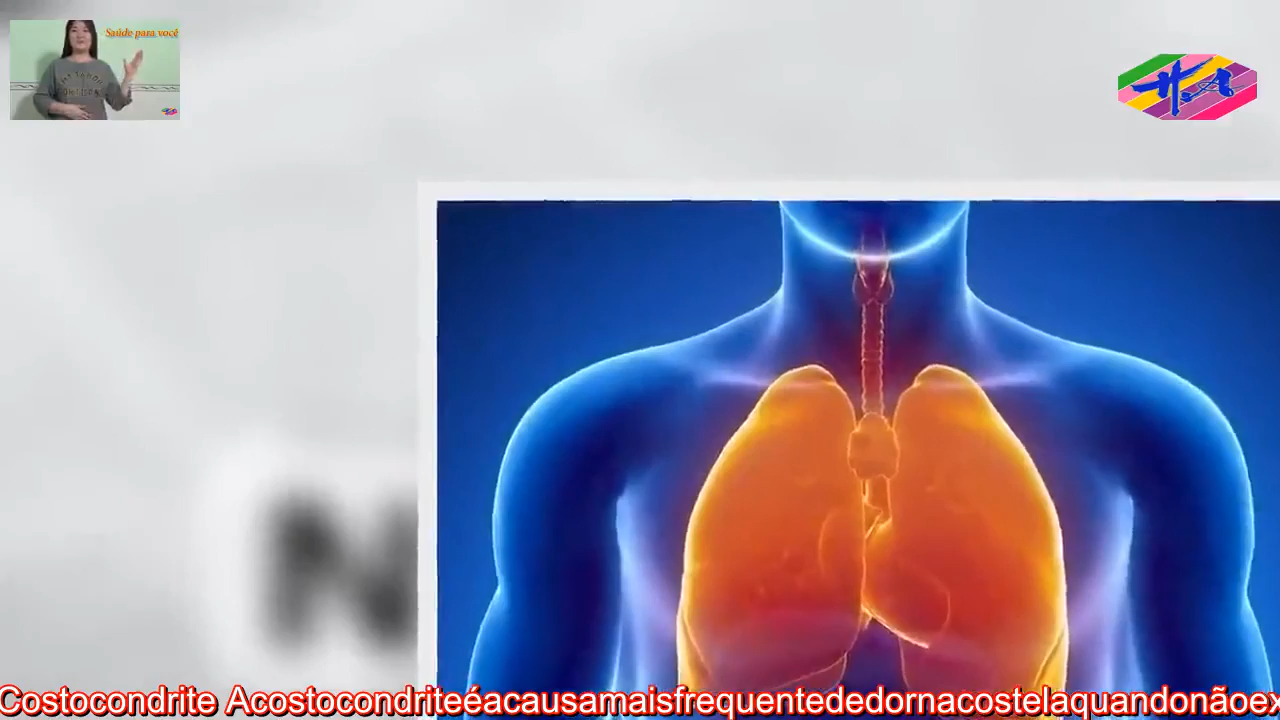 Saúde para você
H.A
Costocondrite Acostocondriteéacausamaisfrequentededornacostelaquandonãoex